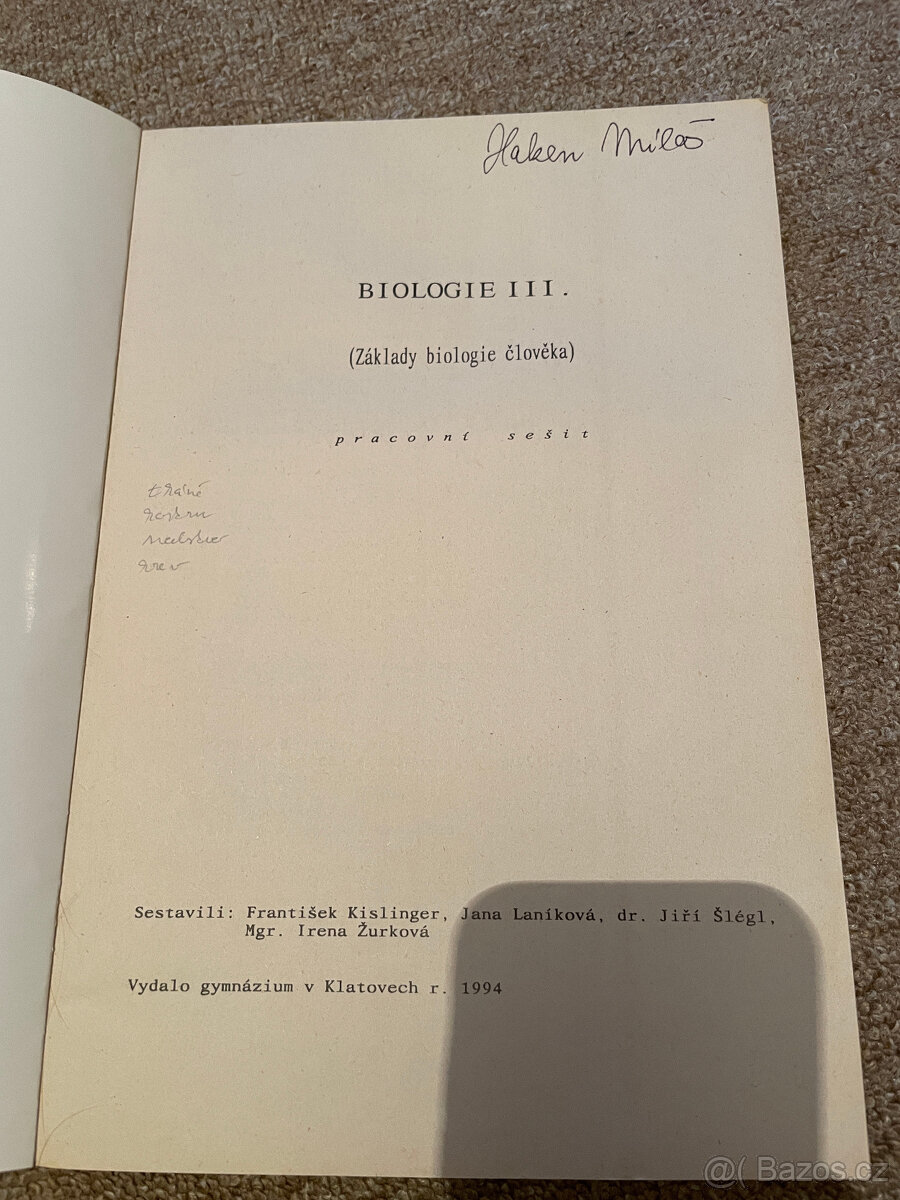 Haken Miloš
BIOLOGIE III.
(Základy biologie člověka)
pracovní sešit
krev
Sestavili: František Kislinger, Jana Laníková, dr. Jiří Šlégl,
Mgr. Irena Žurková
Vydalo gymnázium v Klatovech r. 1994
@( Bazos.cz